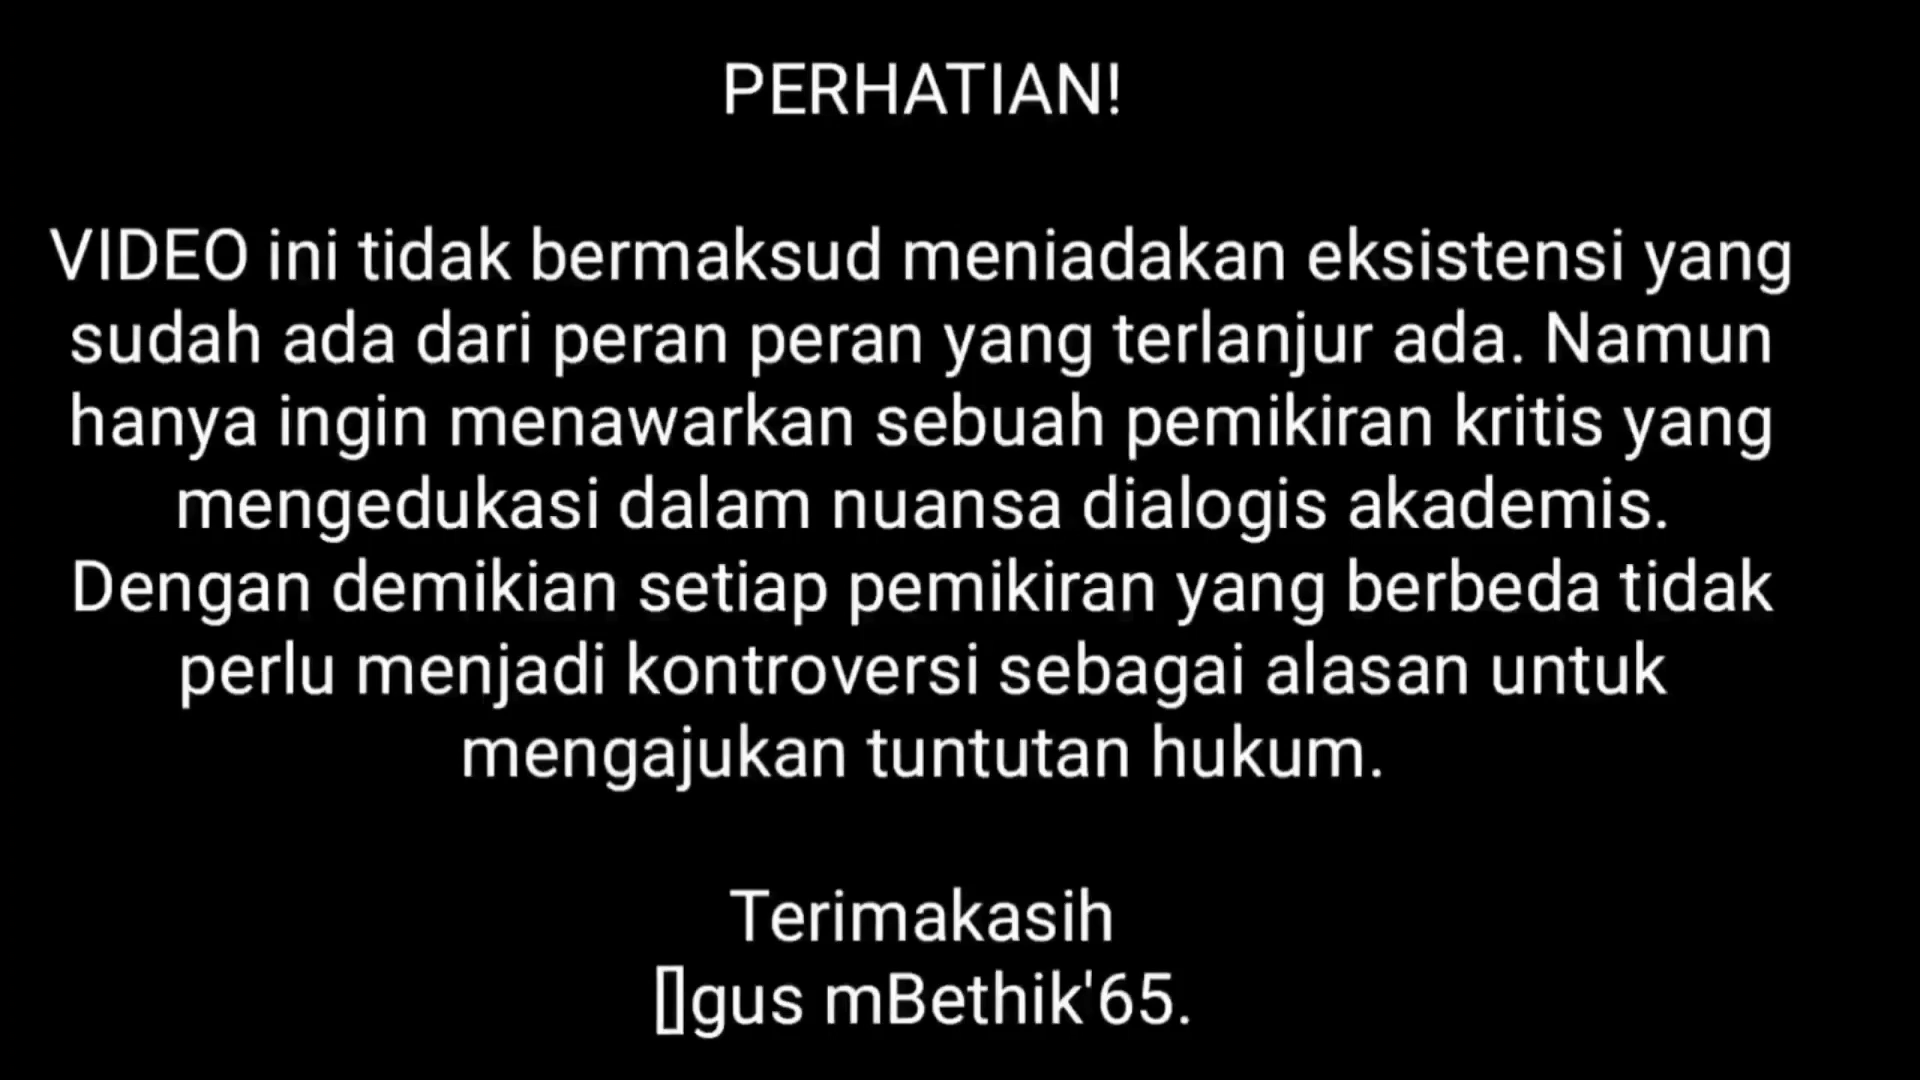 PERHATIAN!
VIDEO ini tidak bermaksud meniadakan eksistensi yang
sudah ada dari peran peran yang terlanjur ada. Namun
hanya ingin menawarkan sebuah pemikiran kritis yang
mengedukasi dalam nuansa dialogis akademis.
Dengan demikian setiap pemikiran yang berbeda tidak
perlu menjadi kontroversi sebagai alasan untuk
mengajukan tuntutan hukum.
Terimakasih
▯gus mBethik'65.